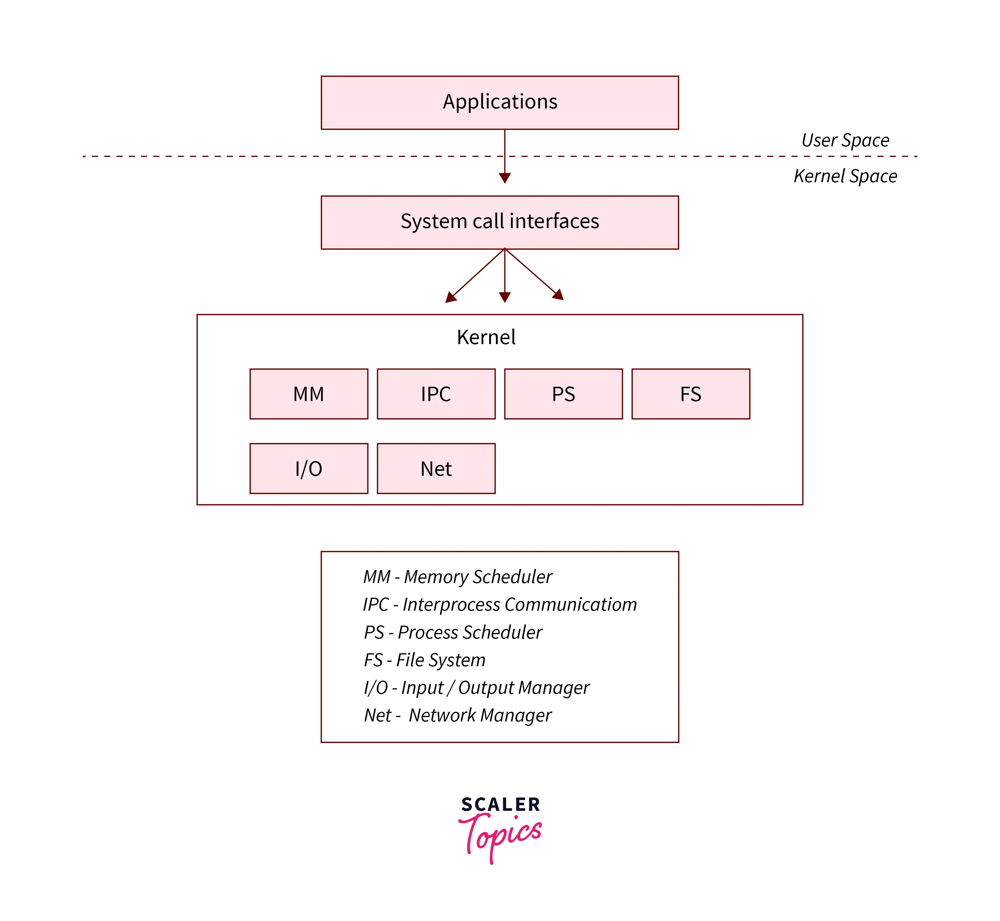 Applications
User Space
Kernel Space
System call interfaces
Kernel
MM
IPC
PS
FS
I/O
Net
MM - Memory Scheduler
IPC - Interprocess Communicatiom
PS - Process Scheduler
FS - File System
I/O - Input / Output Manager
Net - Network Manager
SCALER
Topics